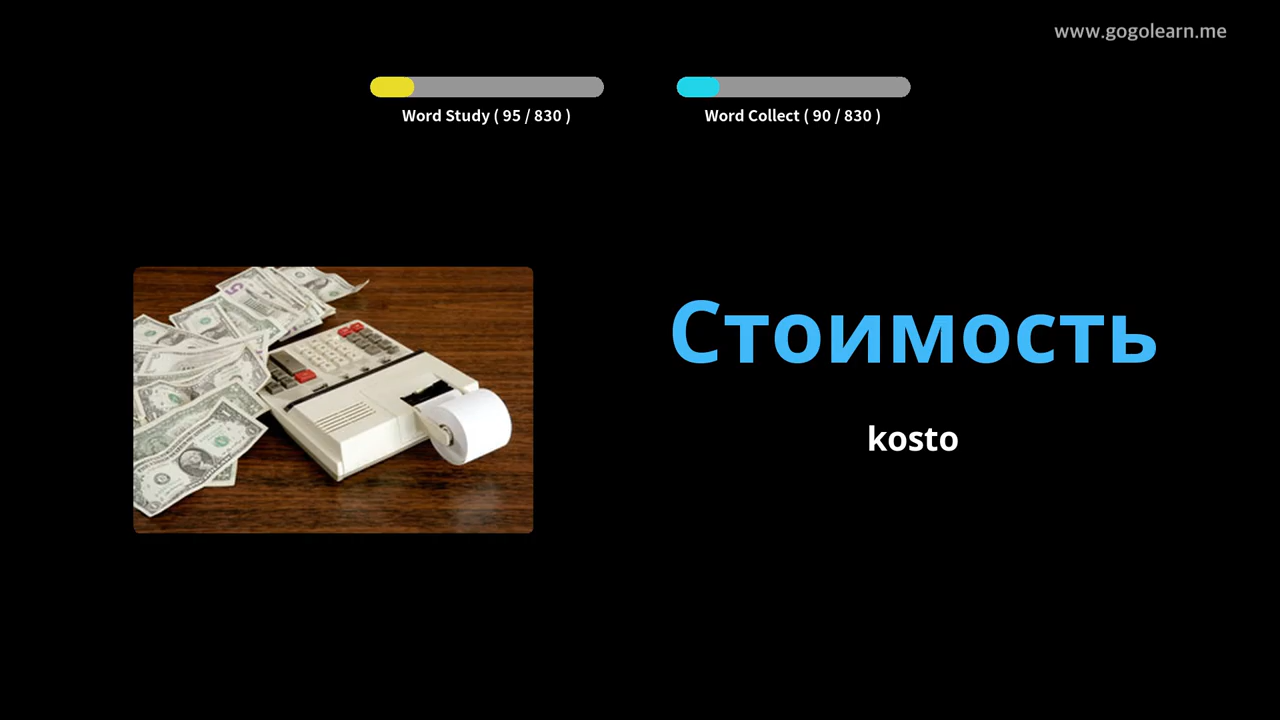 www.gogolearn.me
Word Study ( 95 / 830 )
Word Collect ( 90 / 830 )
Стоимость
kosto